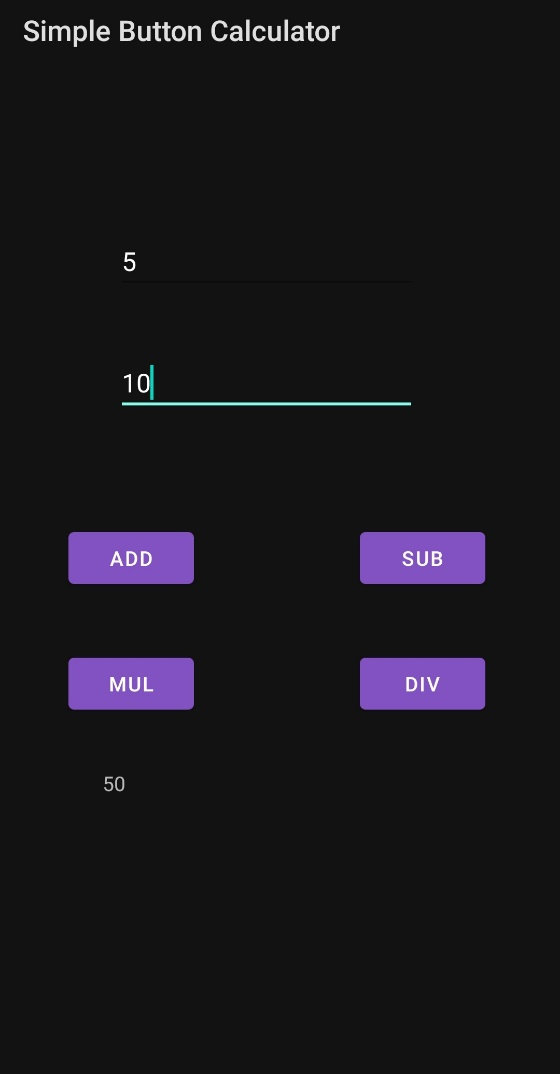 Simple Button Calculator
5
10
ADD SUB
MUL DIV
50